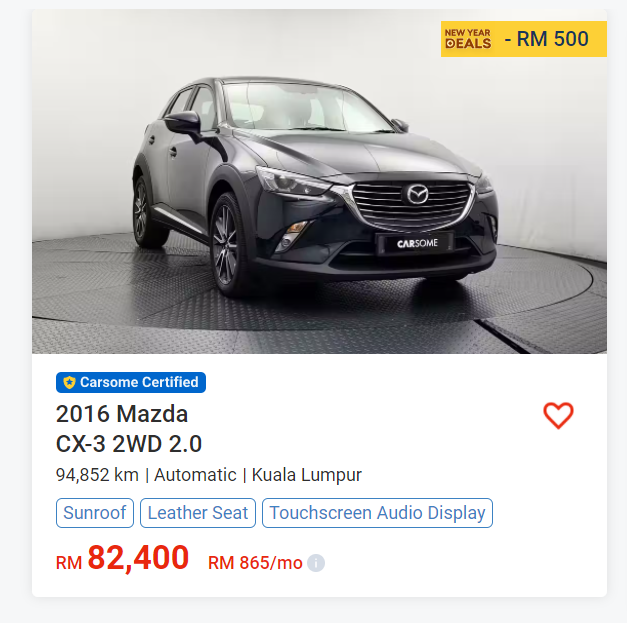 NEW YEAR
DEALS
- RM 500
CARSOME
Carsome Certified
2016 Mazda
CX-3 2WD 2.0
94,852 km | Automatic | Kuala Lumpur
Sunroof Leather Seat Touchscreen Audio Display
RM 82,400 RM 865/mo i